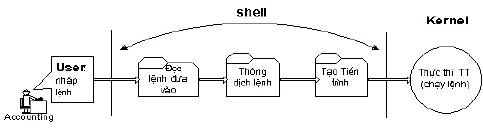 Shell
Kernel
User
nhập
lệnh
Accounting
Đọc
lệnh đưa
vào
Thông
dịch lệnh
Tạo Tiến
trình
Thực thi TT
(chạy lệnh)